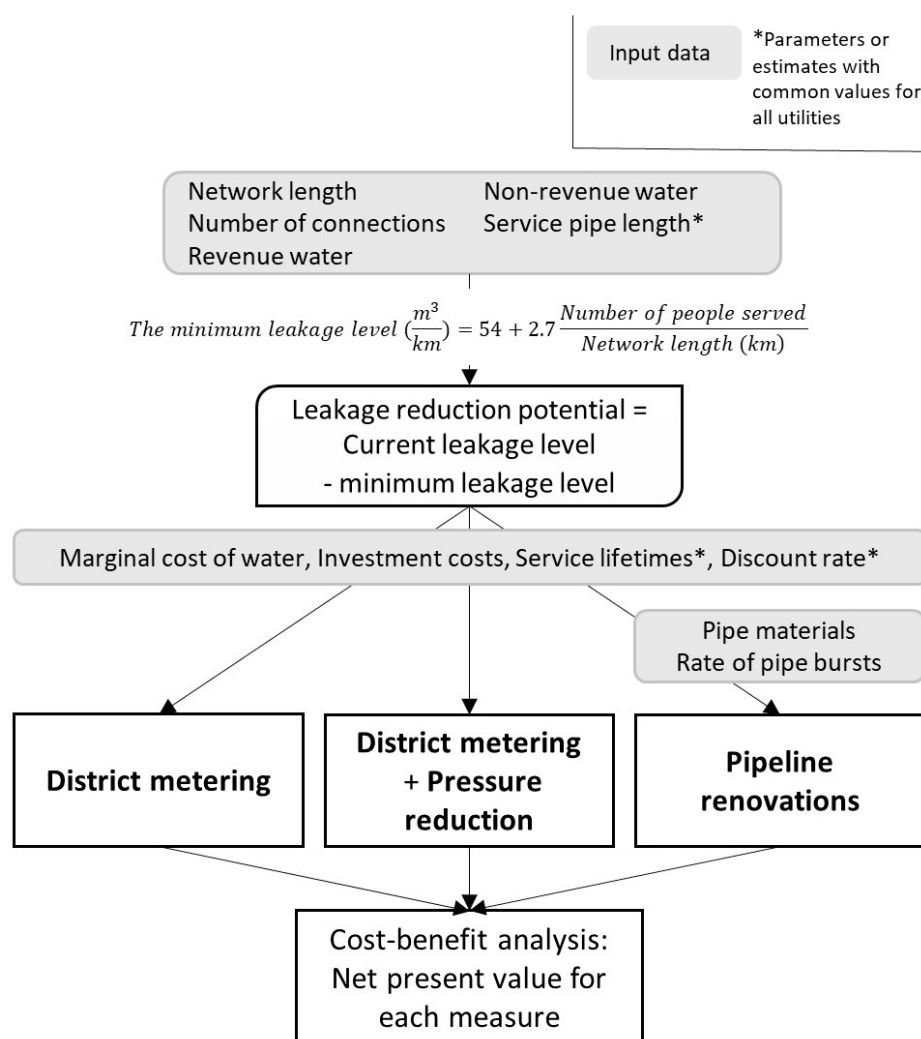 Input data
*Parameters or
estimates with
common values for
all utilities
Network length
Number of connections
Revenue water
Non-revenue water
Service pipe length*
The minimum leakage level (m³/km) = 54 + 2.7 Number of people served / Network length (km)
Leakage reduction potential =
Current leakage level
- minimum leakage level
Marginal cost of water, Investment costs, Service lifetimes*, Discount rate*
Pipe materials
Rate of pipe bursts
District metering
District metering
+ Pressure
reduction
Pipeline
renovations
Cost-benefit analysis:
Net present value for
each measure